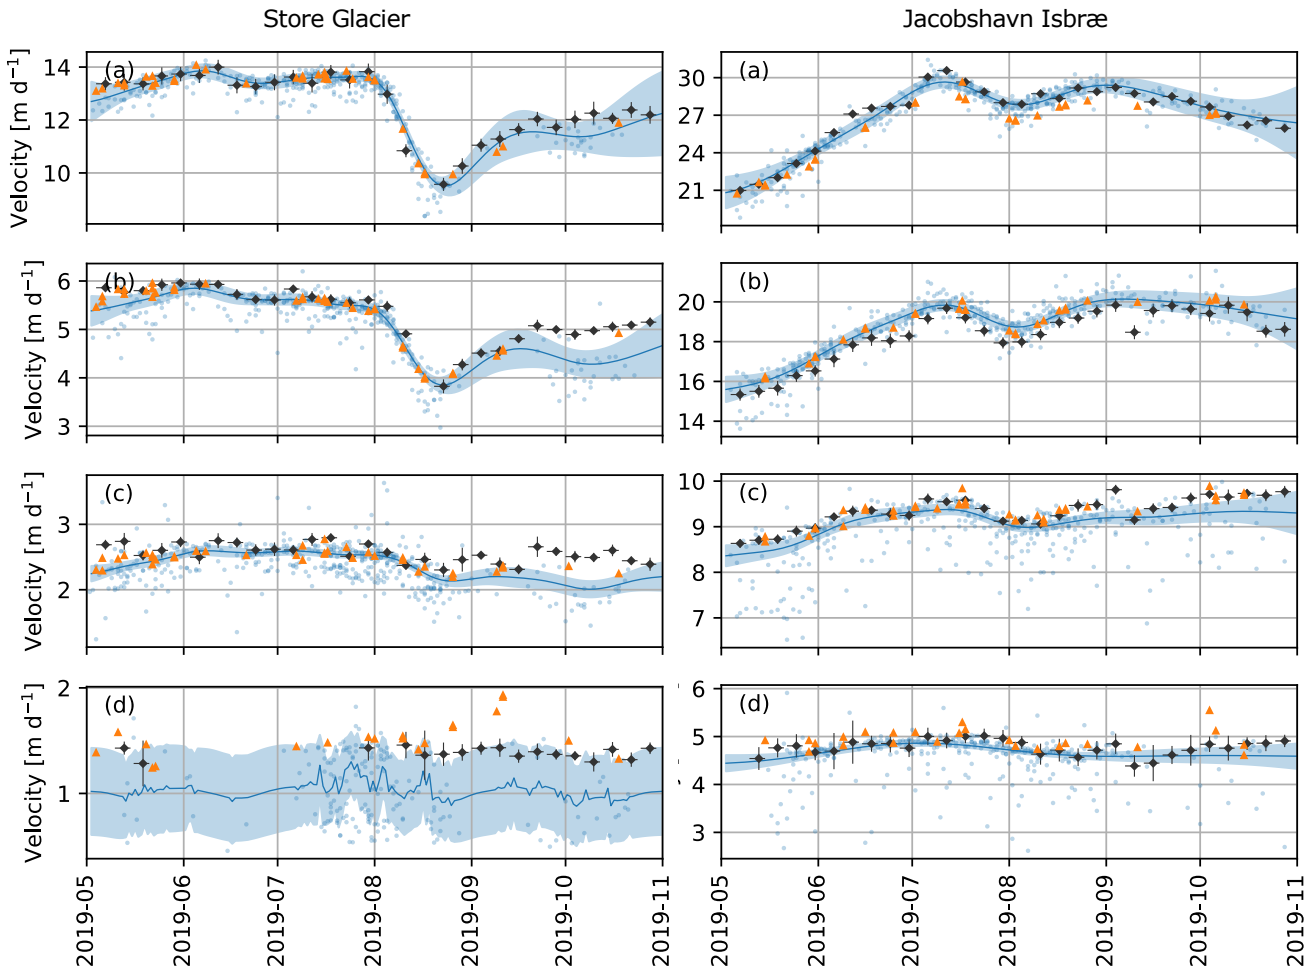 Store Glacier
Jacobshavn Isbræ
(a)
Velocity [m d⁻¹]
14
12
10
(a)
30
27
24
21
(b)
Velocity [m d⁻¹]
6
5
4
3
(b)
20
18
16
14
(c)
Velocity [m d⁻¹]
3
2
(c)
10
9
8
7
(d)
Velocity [m d⁻¹]
2
1
(d)
6
5
4
3
2019-05
2019-06
2019-07
2019-08
2019-09
2019-10
2019-11
2019-05
2019-06
2019-07
2019-08
2019-09
2019-10
2019-11